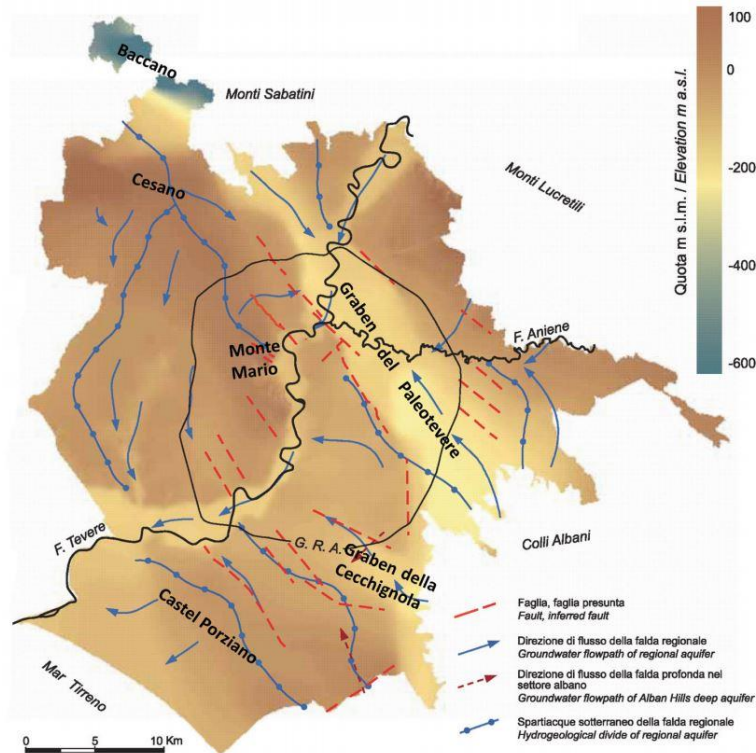 Baccano
Monti Sabatini
Cesano
Monti Lucretili
100
0
-200
-400
-600
Quota m s.l.m. / Elevation m a.s.l.
Graben
del
Paleotevere
F. Aniene
Monte
Mario
F. Tevere
G. R. A.
Colli Albani
Graben della
Cecchignola
Castel Porziano
Mar Tirreno
Faglia, faglia presunta
Fault, inferred fault
Direzione di flusso della falda regionale
Groundwater flowpath of regional aquifer
Direzione di flusso della falda profonda nel
settore albano
Groundwater flowpath of Alban Hills deep aquifer
Spartiacque sotterraneo della falda regionale
Hydrogeological divide of regional aquifer
0 5 10 Km